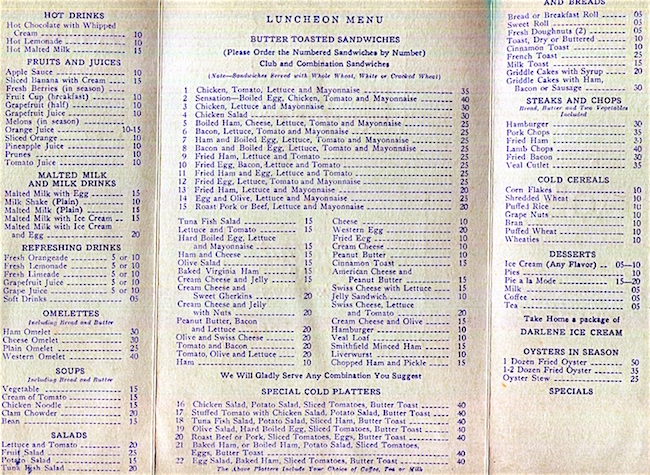 HOT DRINKS
Hot Chocolate with Whipped
Cream 10
Hot Lemonade 10
Hot Malted Milk 15
FRUITS AND JUICES
Apple Sauce 10
Sliced Banana with Cream 15
Fresh Berries (in season)
Fruit Cup (breakfast) 10
Grapefruit (half) 10
Grapefruit Juice 10
Melons (in season)
Orange Juice 10-15
Sliced Orange 10
Pineapple Juice 10
Prunes 10
Tomato Juice 10
MALTED MILK
AND MILK DRINKS
Malted Milk with Egg 15
Milk Shake (Plain) 10
Malted Milk (Plain) 15
Malted Milk with Ice Cream 15
Malted Milk with Ice Cream
and Egg 20
REFRESHING DRINKS
Fresh Orangeade 5 or 10
Fresh Lemonade 5 or 10
Fresh Limeade 5 or 10
Grapefruit Juice 5 or 10
Grape Juice 5 or 10
Soft Drinks 05
OMELETTES
Including Bread and Butter
Ham Omelet 30
Cheese Omelet 30
Plain Omelet 25
Western Omelet 40
SOUPS
Including Bread and Butter
Vegetable 15
Cream of Tomato 15
Chicken Noodle 15
Clam Chowder 20
Bean 15
SALADS
Lettuce and Tomato 20
Fruit Salad 25
Potato Salad 15
Tuna Fish Salad 20
LUNCHEON MENU
BUTTER TOASTED SANDWICHES
(Please Order the Numbered Sandwiches by Number)
Club and Combination Sandwiches
(Note—Sandwiches Served with Whole Wheat, White or Cracked Wheat)
1 Chicken, Tomato, Lettuce and Mayonnaise 35
2 Sensation—Boiled Egg, Chicken, Tomato and Mayonnaise 40
3 Chicken, Lettuce and Mayonnaise 30
4 Chicken Salad 30
5 Boiled Ham, Cheese, Lettuce, Tomato and Mayonnaise 25
6 Bacon, Lettuce, Tomato and Mayonnaise 25
7 Ham and Boiled Egg, Lettuce, Tomato and Mayonnaise 25
8 Bacon and Boiled Egg, Lettuce, Tomato and Mayonnaise 25
9 Fried Ham, Lettuce and Tomato 25
10 Fried Egg, Bacon, Lettuce and Tomato 25
11 Fried Ham and Egg, Lettuce and Tomato 25
12 Fried Egg, Lettuce, Tomato and Mayonnaise 20
13 Fried Ham, Lettuce and Mayonnaise 20
14 Egg and Olive, Lettuce and Mayonnaise 25
15 Roast Pork or Beef, Lettuce and Mayonnaise 20
Tuna Fish Salad 15
Lettuce and Tomato 15
Hard Boiled Egg, Lettuce
and Mayonnaise 15
Ham and Cheese 15
Olive Salad 15
Baked Virginia Ham 15
Cream Cheese and Jelly 15
Cream Cheese and
Sweet Gherkins 20
Cream Cheese and Jelly
with Nuts 20
Peanut Butter, Bacon
and Lettuce 20
Olive and Swiss Cheese 20
Tomato and Bacon 20
Tomato, Olive and Lettuce 20
Ham 10
Cheese 10
Western Egg 20
Fried Egg 10
Cream Cheese 10
Peanut Butter 10
Cinnamon Toast 15
American Cheese and
Peanut Butter 15
Swiss Cheese with Lettuce 15
Jelly Sandwich 10
Swiss Cheese, Lettuce
and Tomato 20
Cream Cheese and Olive 15
Hamburger 10
Veal Loaf 10
Smithfield Minced Ham 15
Liverwurst 10
Chopped Ham and Pickle 15
We Will Gladly Serve Any Combination You Suggest
SPECIAL COLD PLATTERS
16 Chicken Salad, Potato Salad, Sliced Tomatoes, Butter Toast 40
17 Stuffed Tomato with Chicken Salad, Potato Salad, Butter Toast 40
18 Tuna Fish Salad, Potato Salad, Sliced Tomatoes, Butter Toast 40
19 Olive Salad, Hard Boiled Egg, Sliced Tomatoes, Butter Toast 40
20 Roast Beef or Pork, Sliced Tomatoes, Eggs, Butter Toast 40
22 Baked Ham, or Boiled Ham, Potato Salad, Sliced Tomatoes,
Eggs, Butter Toast 40
22 Egg Salad, Baked Ham, Sliced Tomatoes, Butter Toast 40
The Above Platters Include Your Choice of Coffee, Tea or Milk
AND BREADS
Bread or Breakfast Roll 05
Sweet Roll 05
Fresh Doughnuts (2) 05
Toast, Dry or Buttered 10
Cinnamon Toast 10
French Toast 25
Milk Toast 15
Griddle Cakes with Syrup 20
Griddle Cakes with Ham,
Bacon or Sausage 30
STEAKS AND CHOPS
Bread, Butter and Two Vegetables
Included
Hamburger 30
Pork Chops 35
Fried Ham 35
Lamb Chops 40
Fried Bacon 30
Veal Cutlet 35
COLD CEREALS
Corn Flakes 10
Shredded Wheat 10
Puffed Rice 10
Grape Nuts 10
Bran 10
Puffed Wheat 10
Wheaties 10
DESSERTS
Ice Cream (Any Flavor) 05—10
Pies 10
Pie a la Mode 15—20
Milk 05
Coffee 05
Tea 05
Take Home a package of
DARLENE ICE CREAM
OYSTERS IN SEASON
1 Dozen Fried Oyster 50
1-2 Dozen Fried Oyster 35
Oyster Stew 25
SPECIALS